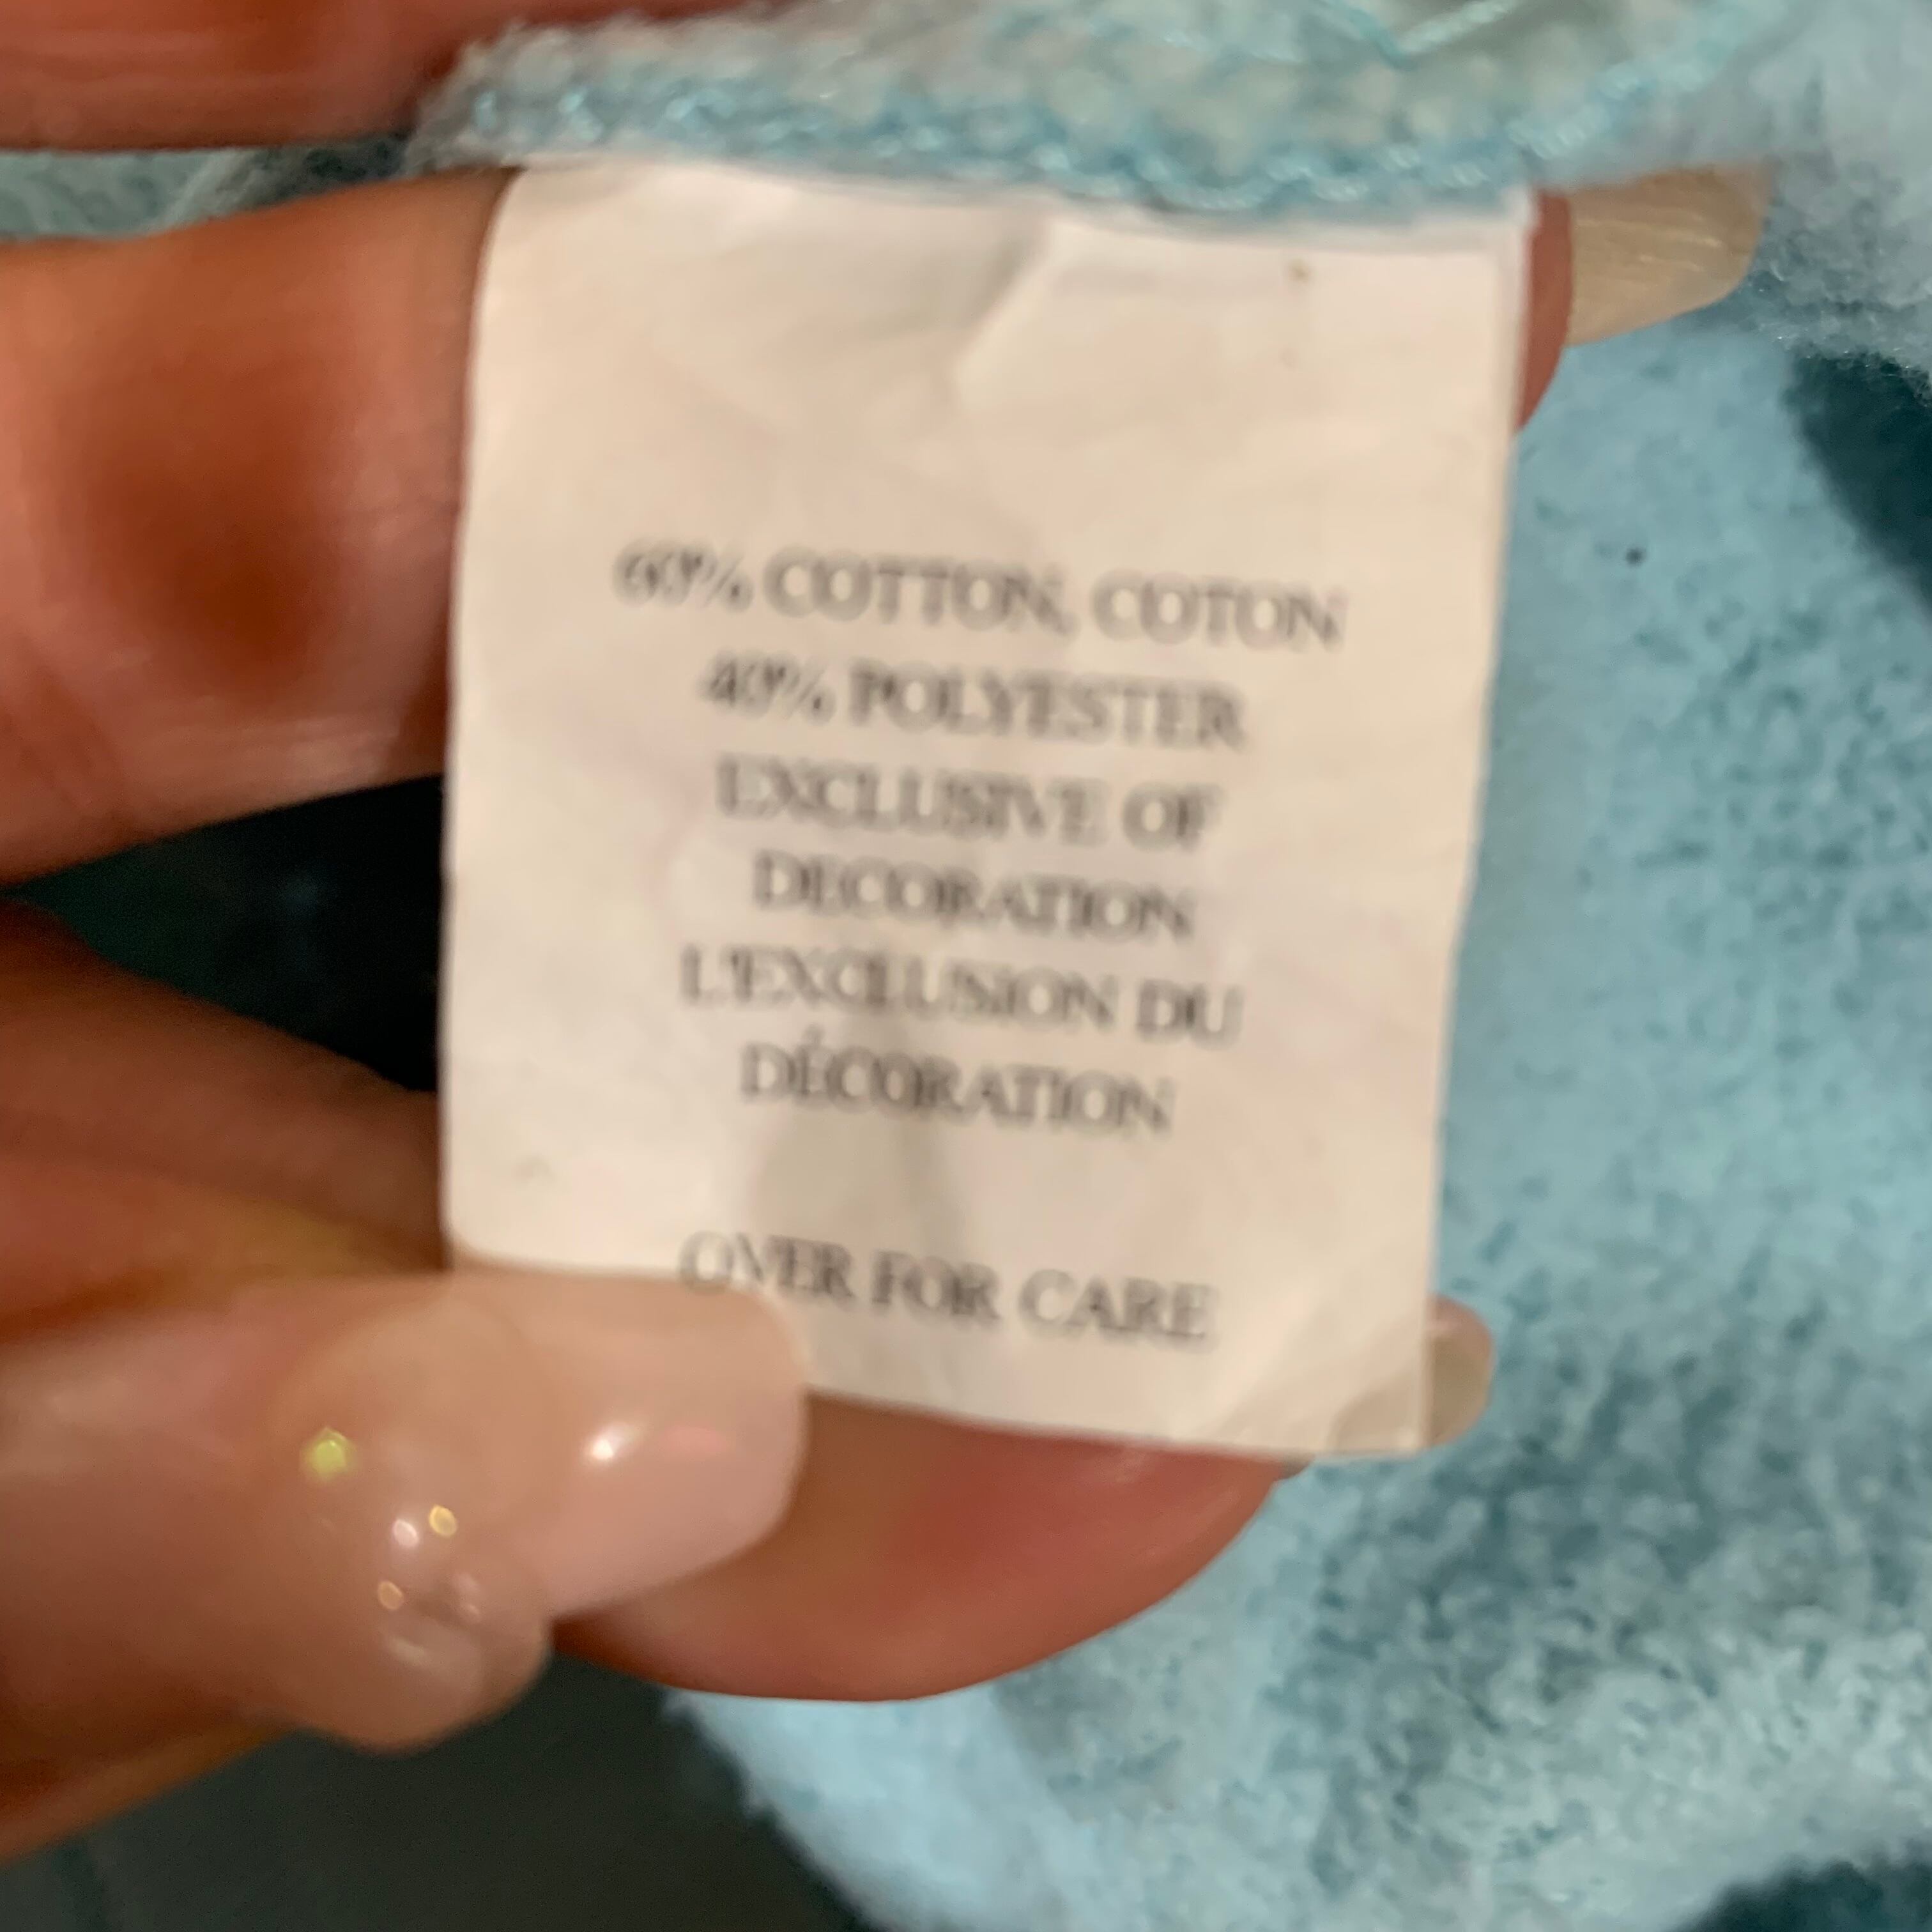 60% COTTON, COTON
40% POLYESTER
EXCLUSIVE OF
DECORATION
L'EXCLUSION DU
DÉCORATION
OVER FOR CARE